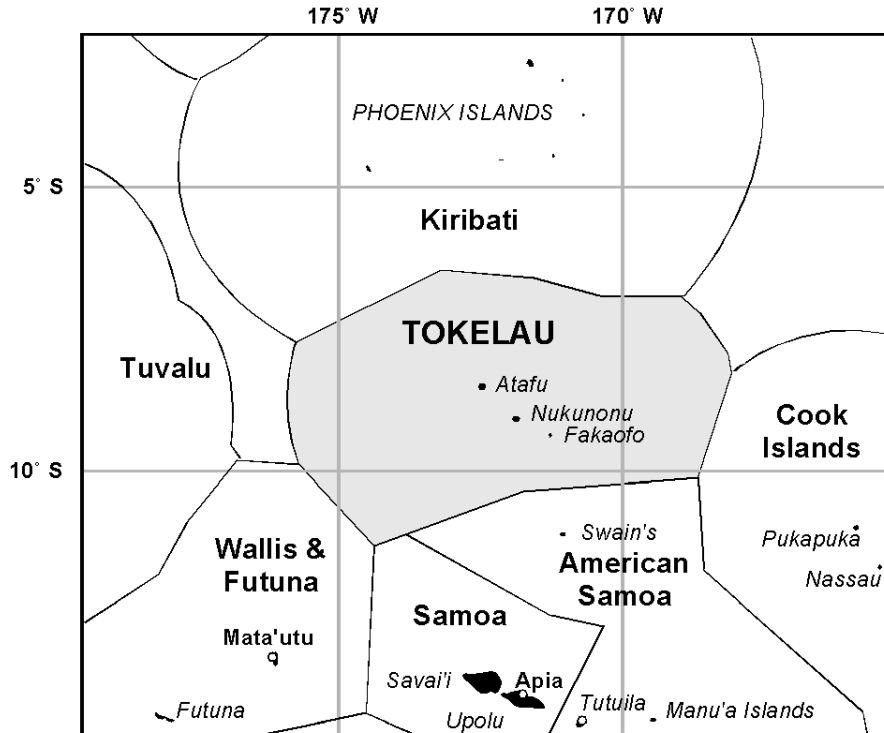 175° W
170° W
PHOENIX ISLANDS
5° S
Kiribati
TOKELAU
Tuvalu
Atafu
Nukunonu
Fakaofo
Cook
Islands
10° S
Swain's
Wallis &
Futuna
American
Samoa
Pukapuka
Nassau
Samoa
Mata'utu
Savai'i
Apia
Futuna
Upolu
Tutuila
Manu'a Islands